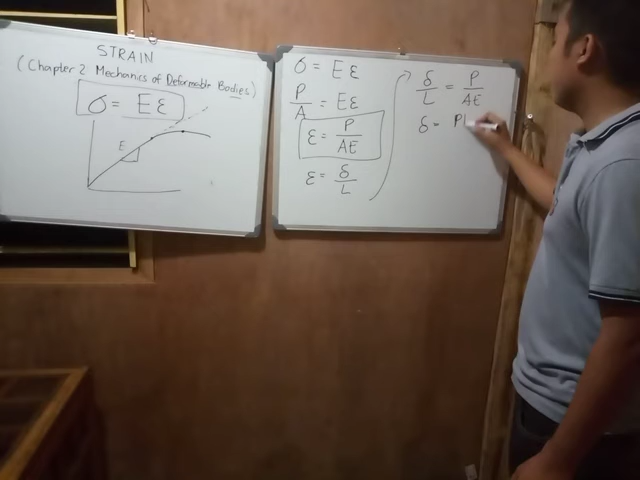 STRAIN
(Chapter 2 Mechanics of Deformable Bodies)
σ = Eε
E
σ = Eε
P/A = Eε
ε = P/AE
ε = δ/L
δ/L = P/AE
δ = PL